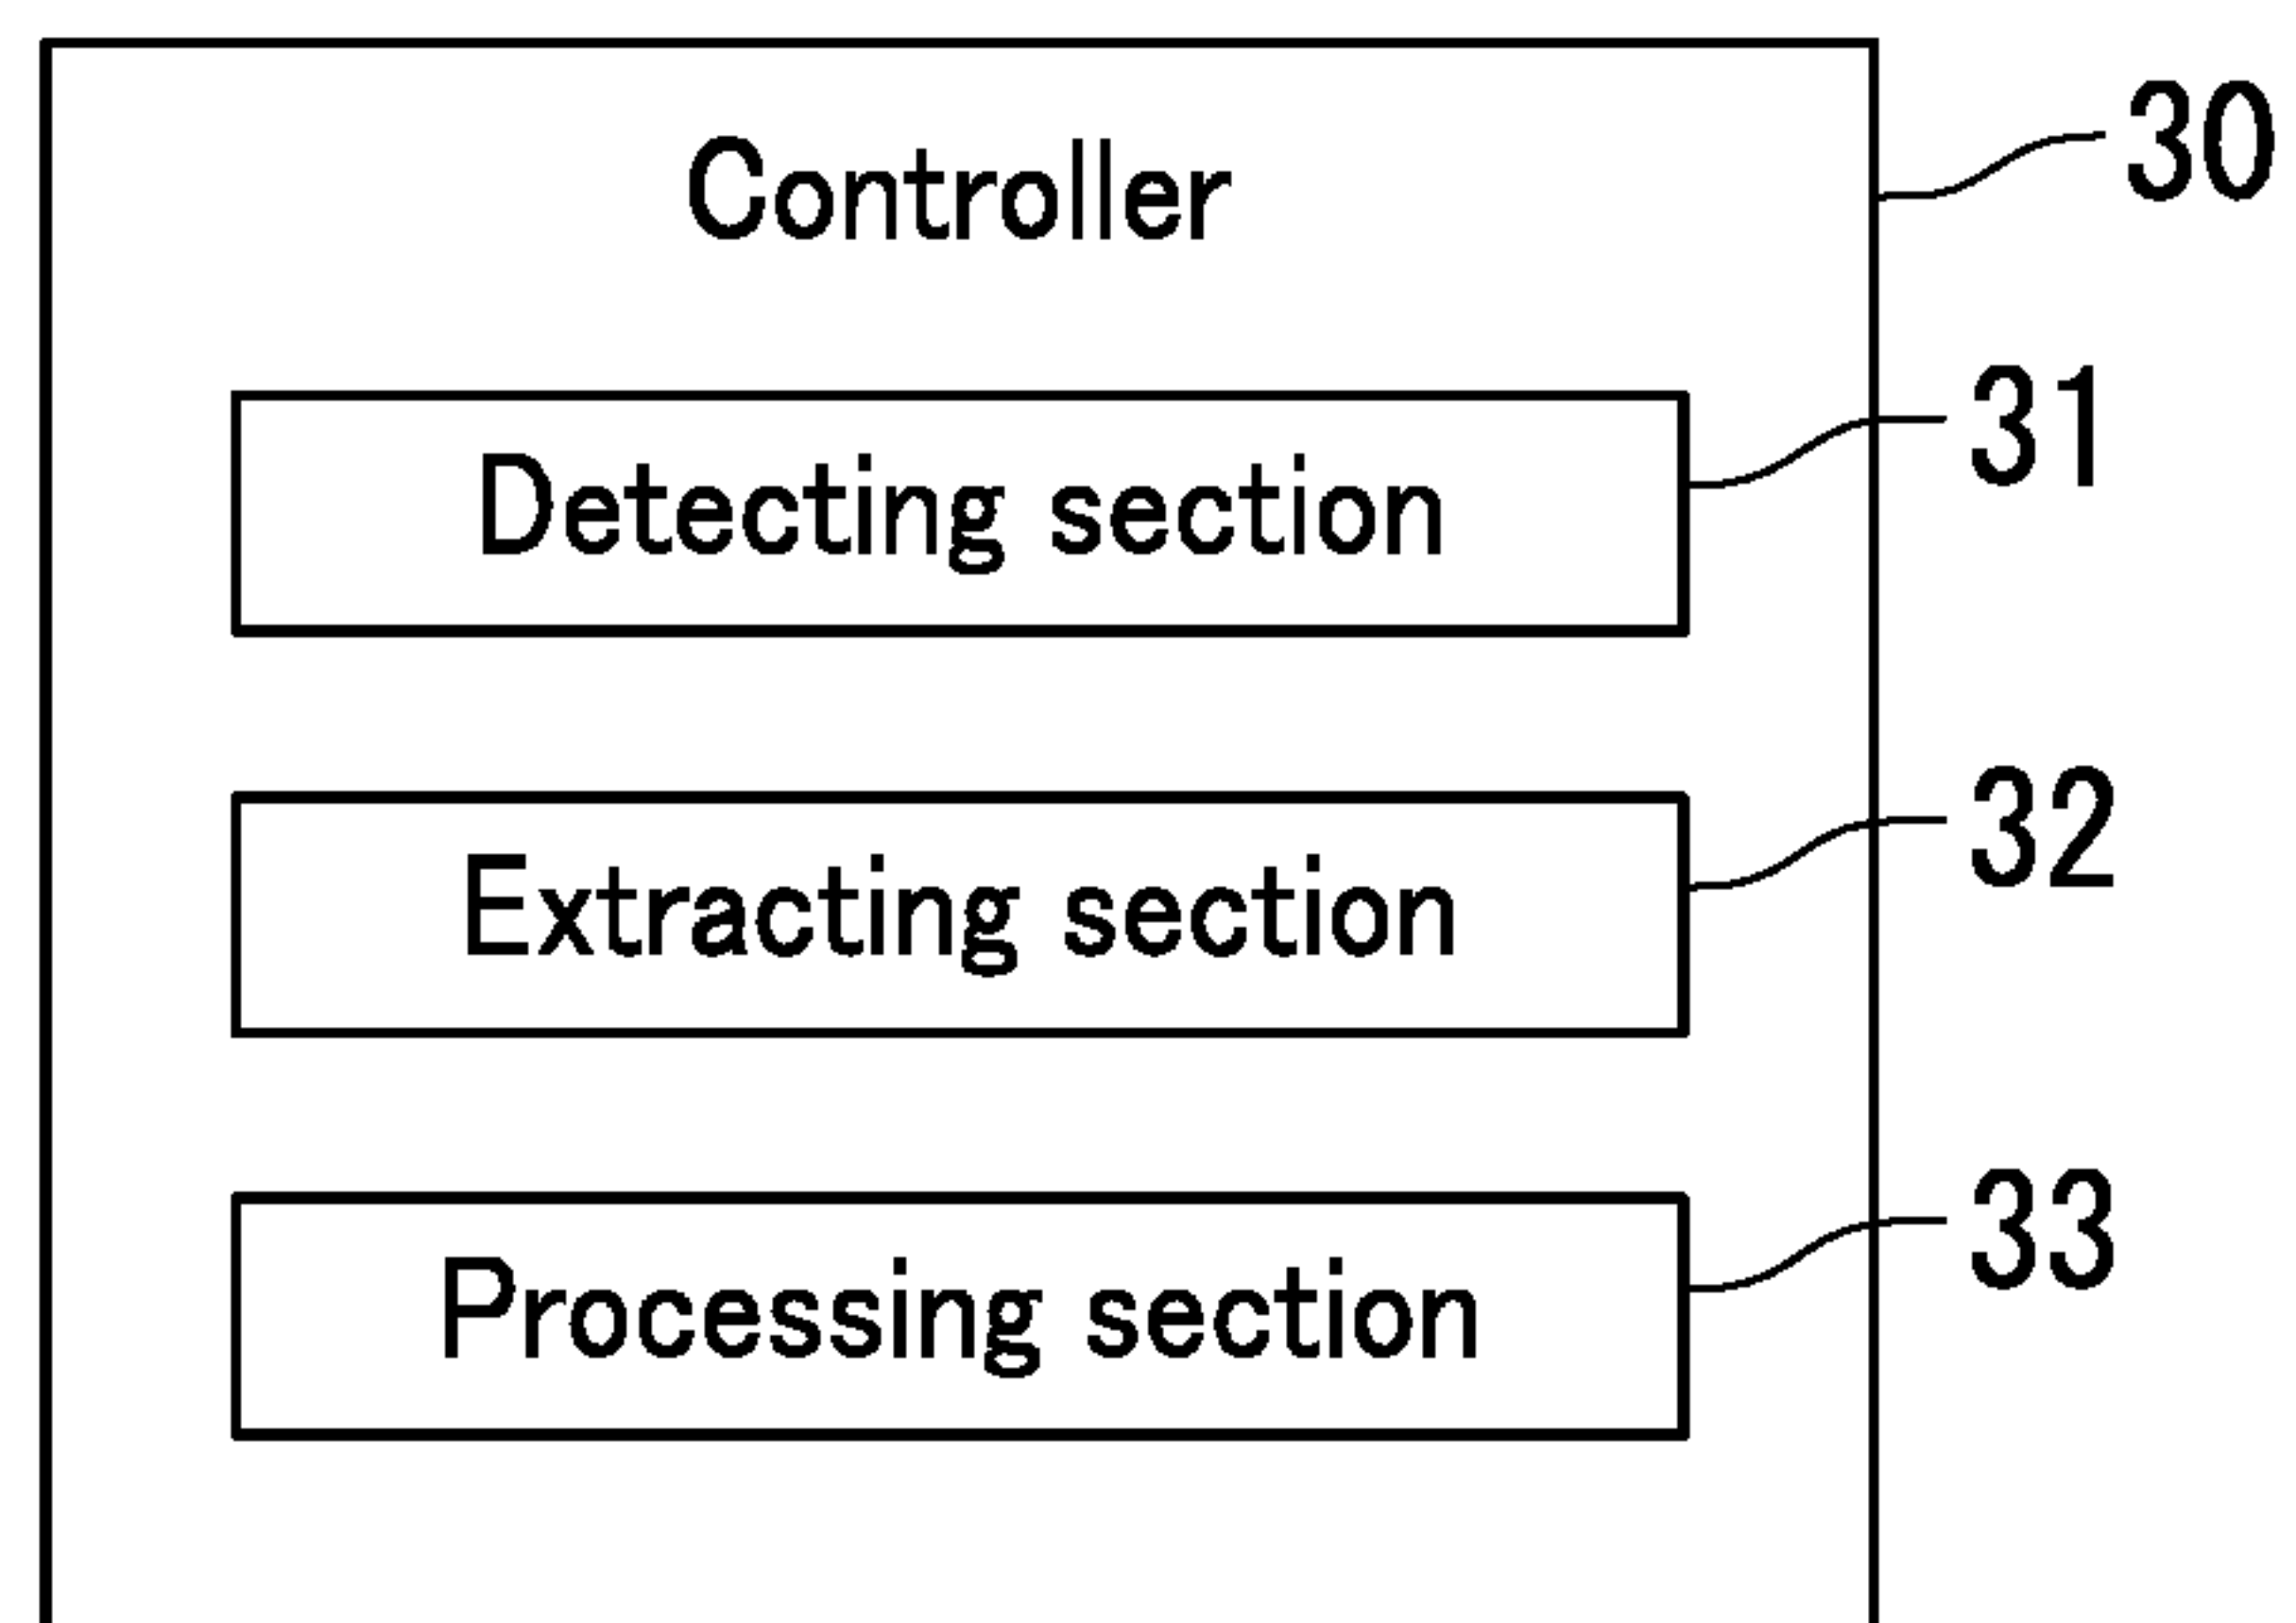 Controller
30
Detecting section
31
Extracting section
32
Processing section
33